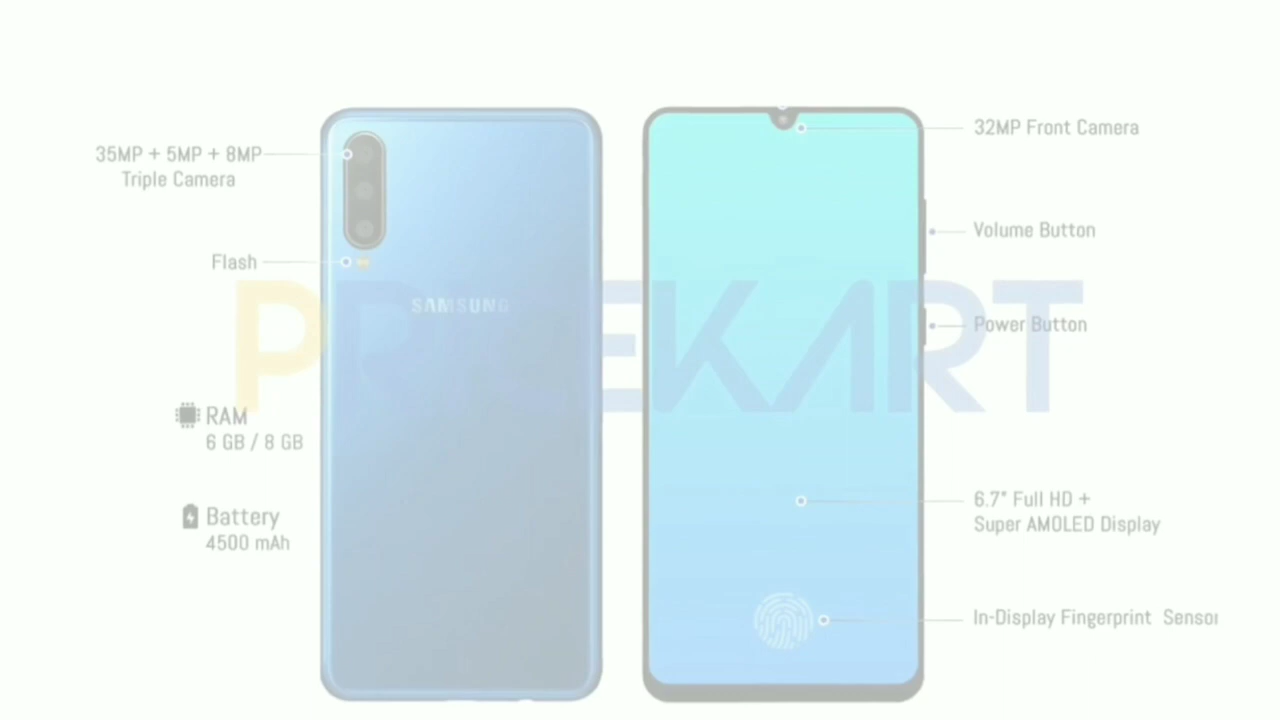 35MP + 5MP + 8MP
Triple Camera
Flash
SAMSUNG
PRICEKART
RAM
6 GB / 8 GB
Battery
4500 mAh
32MP Front Camera
Volume Button
Power Button
6.7" Full HD +
Super AMOLED Display
In-Display Fingerprint Sensor